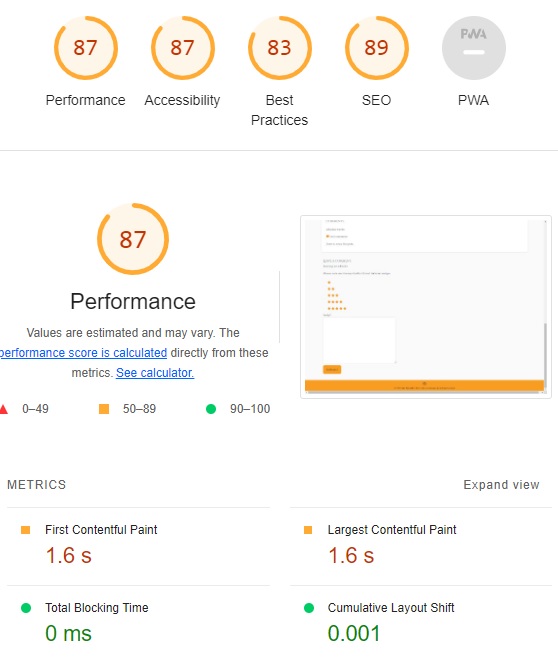 87
87
83
89
PWA
Performance
Accessibility
Best
Practices
SEO
PWA
87
Performance
Values are estimated and may vary. The
performance score is calculated directly from these
metrics. See calculator.
0–49
50–89
90–100
METRICS
Expand view
First Contentful Paint
1.6 s
Largest Contentful Paint
1.6 s
Total Blocking Time
0 ms
Cumulative Layout Shift
0.001